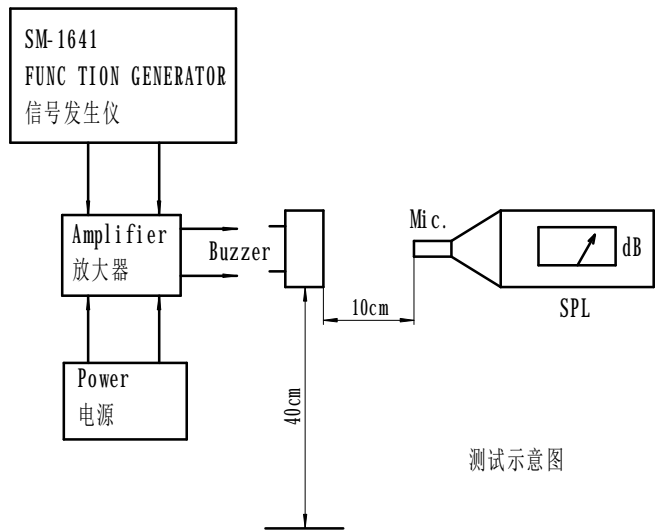 SM-1641
FUNC TION GENERATOR
信号发生仪
Amplifier
放大器
Buzzer
Mic.
dB
SPL
10cm
Power
电源
40cm
测试示意图